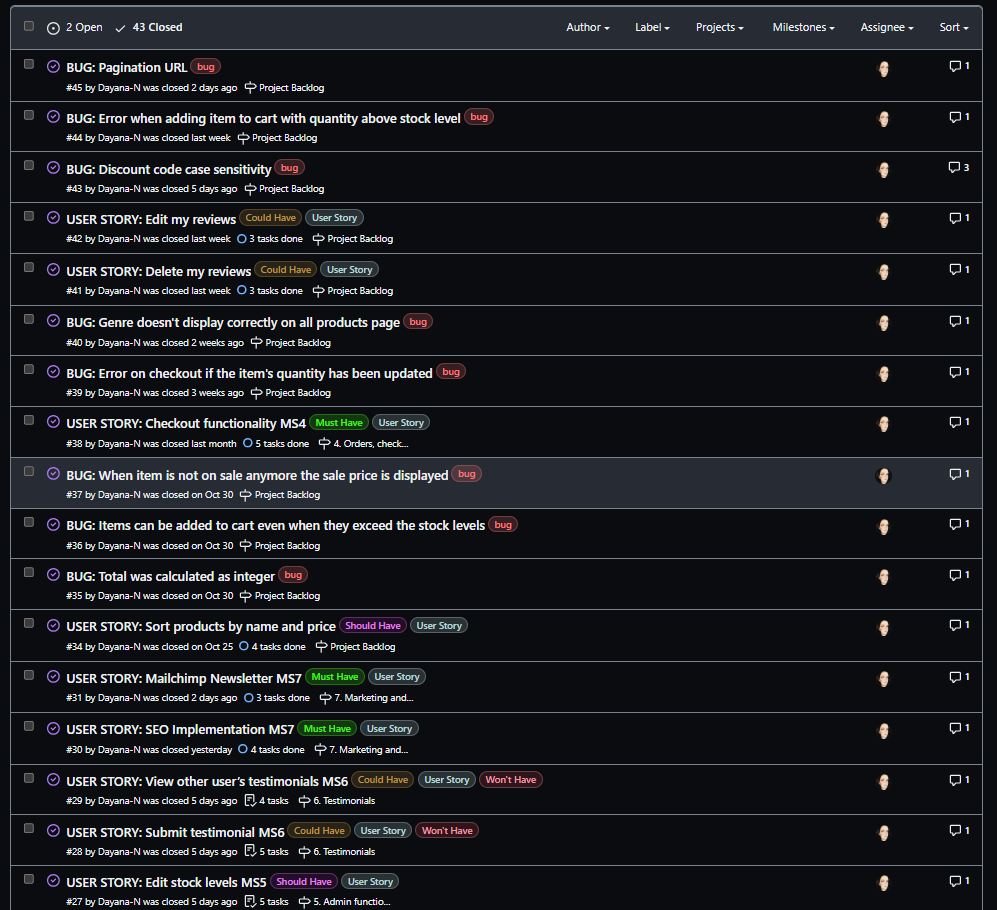 2 Open 43 Closed Author Label Projects Milestones Assignee Sort
BUG: Pagination URL bug 1
#45 by Dayana-N was closed 2 days ago Project Backlog
BUG: Error when adding item to cart with quantity above stock level bug 1
#44 by Dayana-N was closed last week Project Backlog
BUG: Discount code case sensitivity bug 3
#43 by Dayana-N was closed 5 days ago Project Backlog
USER STORY: Edit my reviews Could Have User Story 1
#42 by Dayana-N was closed last week 3 tasks done Project Backlog
USER STORY: Delete my reviews Could Have User Story 1
#41 by Dayana-N was closed last week 3 tasks done Project Backlog
BUG: Genre doesn't display correctly on all products page bug 1
#40 by Dayana-N was closed 2 weeks ago Project Backlog
BUG: Error on checkout if the item's quantity has been updated bug 1
#39 by Dayana-N was closed 3 weeks ago Project Backlog
USER STORY: Checkout functionality MS4 Must Have User Story 1
#38 by Dayana-N was closed last month 5 tasks done 4. Orders, check...
BUG: When item is not on sale anymore the sale price is displayed bug 1
#37 by Dayana-N was closed on Oct 30 Project Backlog
BUG: Items can be added to cart even when they exceed the stock levels bug 1
#36 by Dayana-N was closed on Oct 30 Project Backlog
BUG: Total was calculated as integer bug 1
#35 by Dayana-N was closed on Oct 30 Project Backlog
USER STORY: Sort products by name and price Should Have User Story 1
#34 by Dayana-N was closed on Oct 25 4 tasks done Project Backlog
USER STORY: Mailchimp Newsletter MS7 Must Have User Story 1
#31 by Dayana-N was closed 2 days ago 3 tasks done 7. Marketing and...
USER STORY: SEO Implementation MS7 Must Have User Story 1
#30 by Dayana-N was closed yesterday 4 tasks done 7. Marketing and...
USER STORY: View other user's testimonials MS6 Could Have User Story Won't Have 1
#29 by Dayana-N was closed 5 days ago 4 tasks 6. Testimonials
USER STORY: Submit testimonial MS6 Could Have User Story Won't Have 1
#28 by Dayana-N was closed 5 days ago 5 tasks 6. Testimonials
USER STORY: Edit stock levels MS5 Should Have User Story 1
#27 by Dayana-N was closed 5 days ago 5 tasks 5. Admin functio...